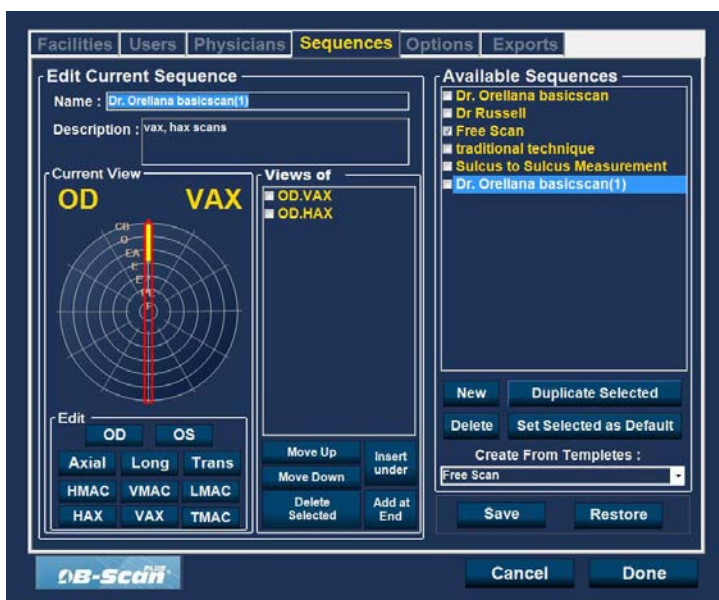 Facilities Users Physicians Sequences Options Exports
Edit Current Sequence
Name : Dr. Orellana basicscan(1)
Description : vax, hax scans
Current View
OD VAX
CB
O
EA
E
E
F
Edit
OD OS
Axial Long Trans
HMAC VMAC LMAC
HAX VAX TMAC
Views of
OD.VAX
OD.HAX
Move Up
Move Down
Delete Selected
Insert under
Add at End
Available Sequences
Dr. Orellana basicscan
Dr Russell
Free Scan
traditional technique
Sulcus to Sulcus Measurement
Dr. Orellana basicscan(1)
New Duplicate Selected
Delete Set Selected as Default
Create From Templetes :
Free Scan
Save Restore
B-Scan PLUS
Cancel Done